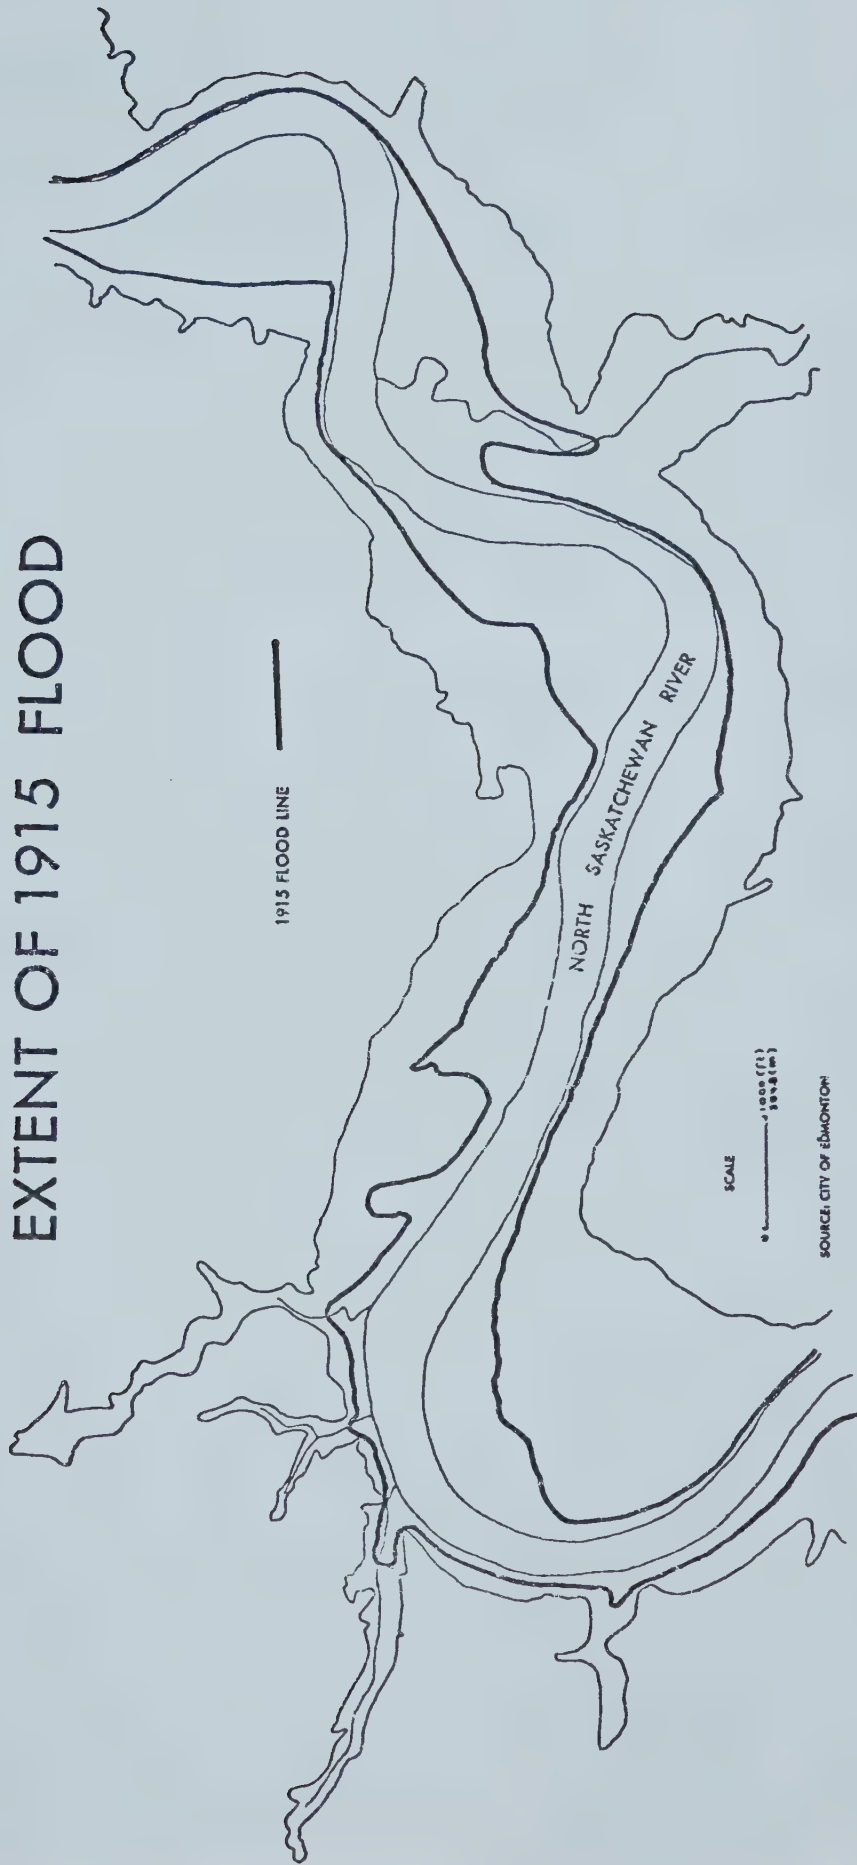 EXTENT OF 1915 FLOOD
1915 FLOOD LINE
NORTH SASKATCHEWAN RIVER
SCALE
0 1000 (ft)
SOURCE: CITY OF EDMONTON